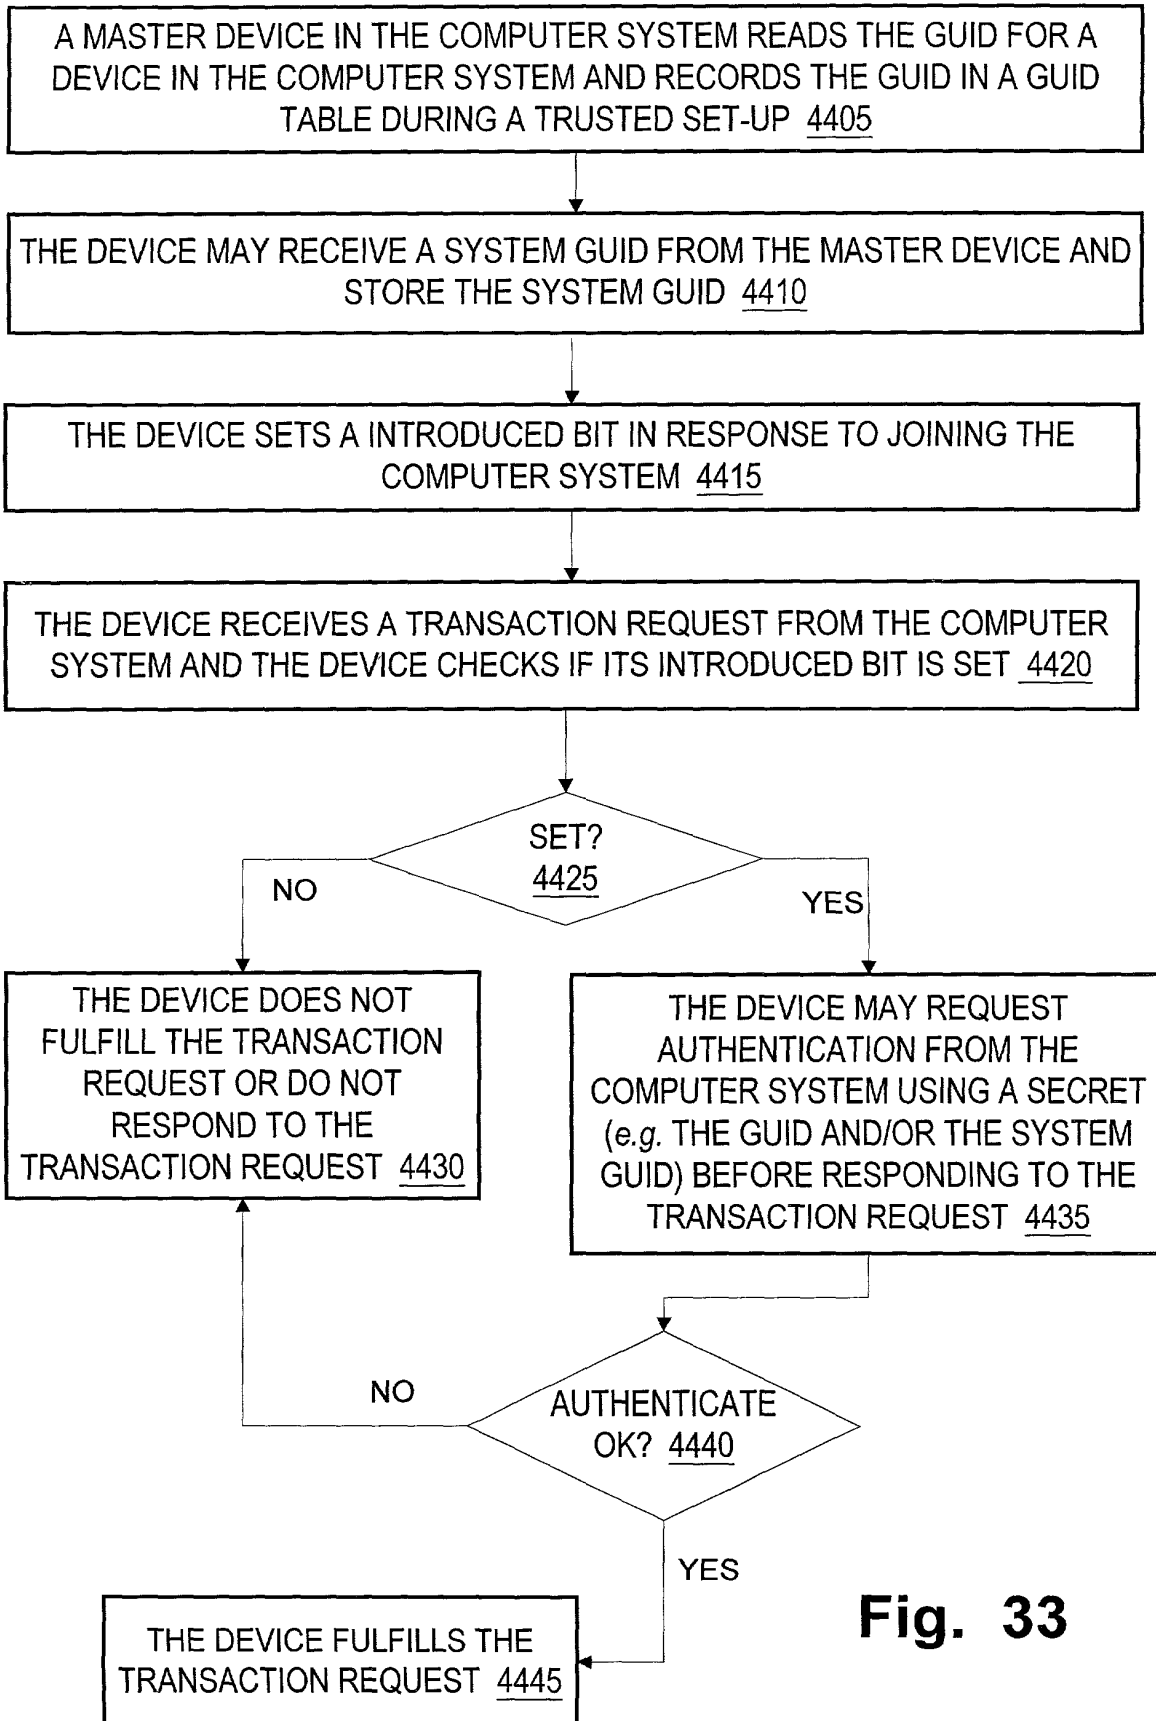 A MASTER DEVICE IN THE COMPUTER SYSTEM READS THE GUID FOR A
DEVICE IN THE COMPUTER SYSTEM AND RECORDS THE GUID IN A GUID
TABLE DURING A TRUSTED SET-UP 4405
THE DEVICE MAY RECEIVE A SYSTEM GUID FROM THE MASTER DEVICE AND
STORE THE SYSTEM GUID 4410
THE DEVICE SETS A INTRODUCED BIT IN RESPONSE TO JOINING THE
COMPUTER SYSTEM 4415
THE DEVICE RECEIVES A TRANSACTION REQUEST FROM THE COMPUTER
SYSTEM AND THE DEVICE CHECKS IF ITS INTRODUCED BIT IS SET 4420
SET?
4425
NO
YES
THE DEVICE DOES NOT
FULFILL THE TRANSACTION
REQUEST OR DO NOT
RESPOND TO THE
TRANSACTION REQUEST 4430
THE DEVICE MAY REQUEST
AUTHENTICATION FROM THE
COMPUTER SYSTEM USING A SECRET
(e.g. THE GUID AND/OR THE SYSTEM
GUID) BEFORE RESPONDING TO THE
TRANSACTION REQUEST 4435
NO
AUTHENTICATE
OK? 4440
YES
THE DEVICE FULFILLS THE
TRANSACTION REQUEST 4445
Fig. 33